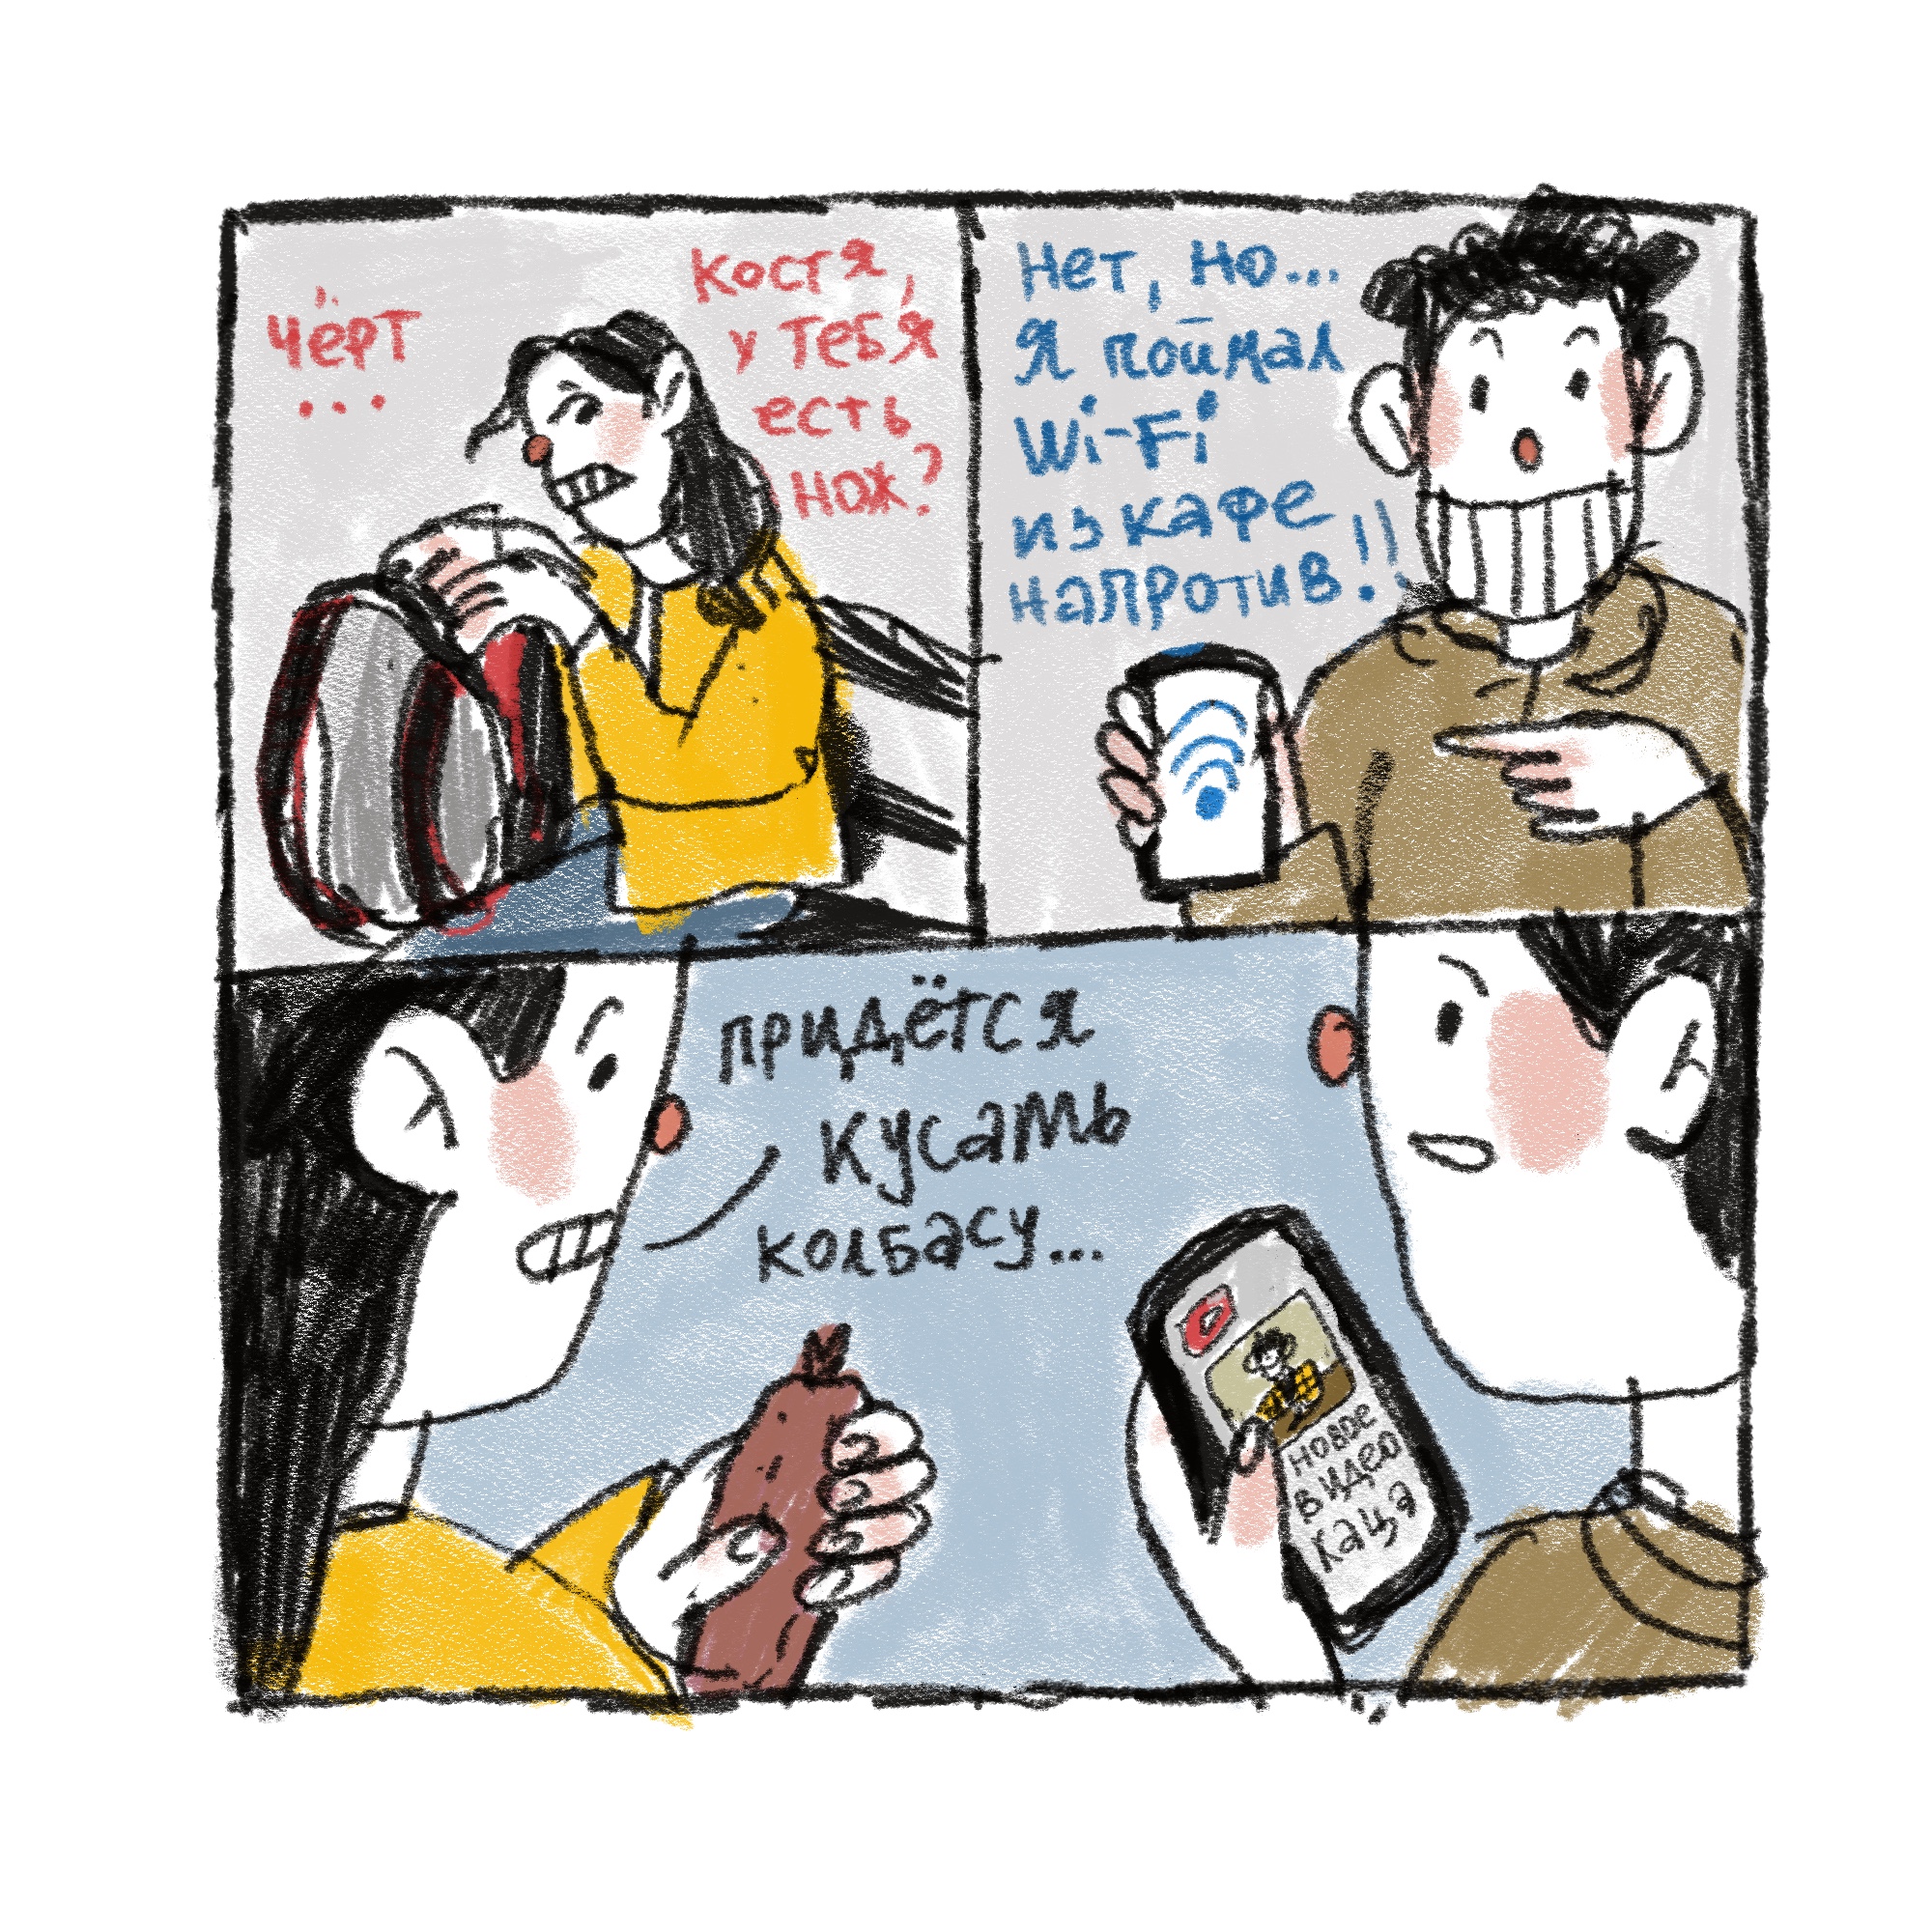 Чёрт
...
Костя,
у тебя
есть
нож?
Нет, но...
я поймал
Wi-Fi
из кафе
напротив!!
придётся
кусать
колбасу...
новое
видео
каца